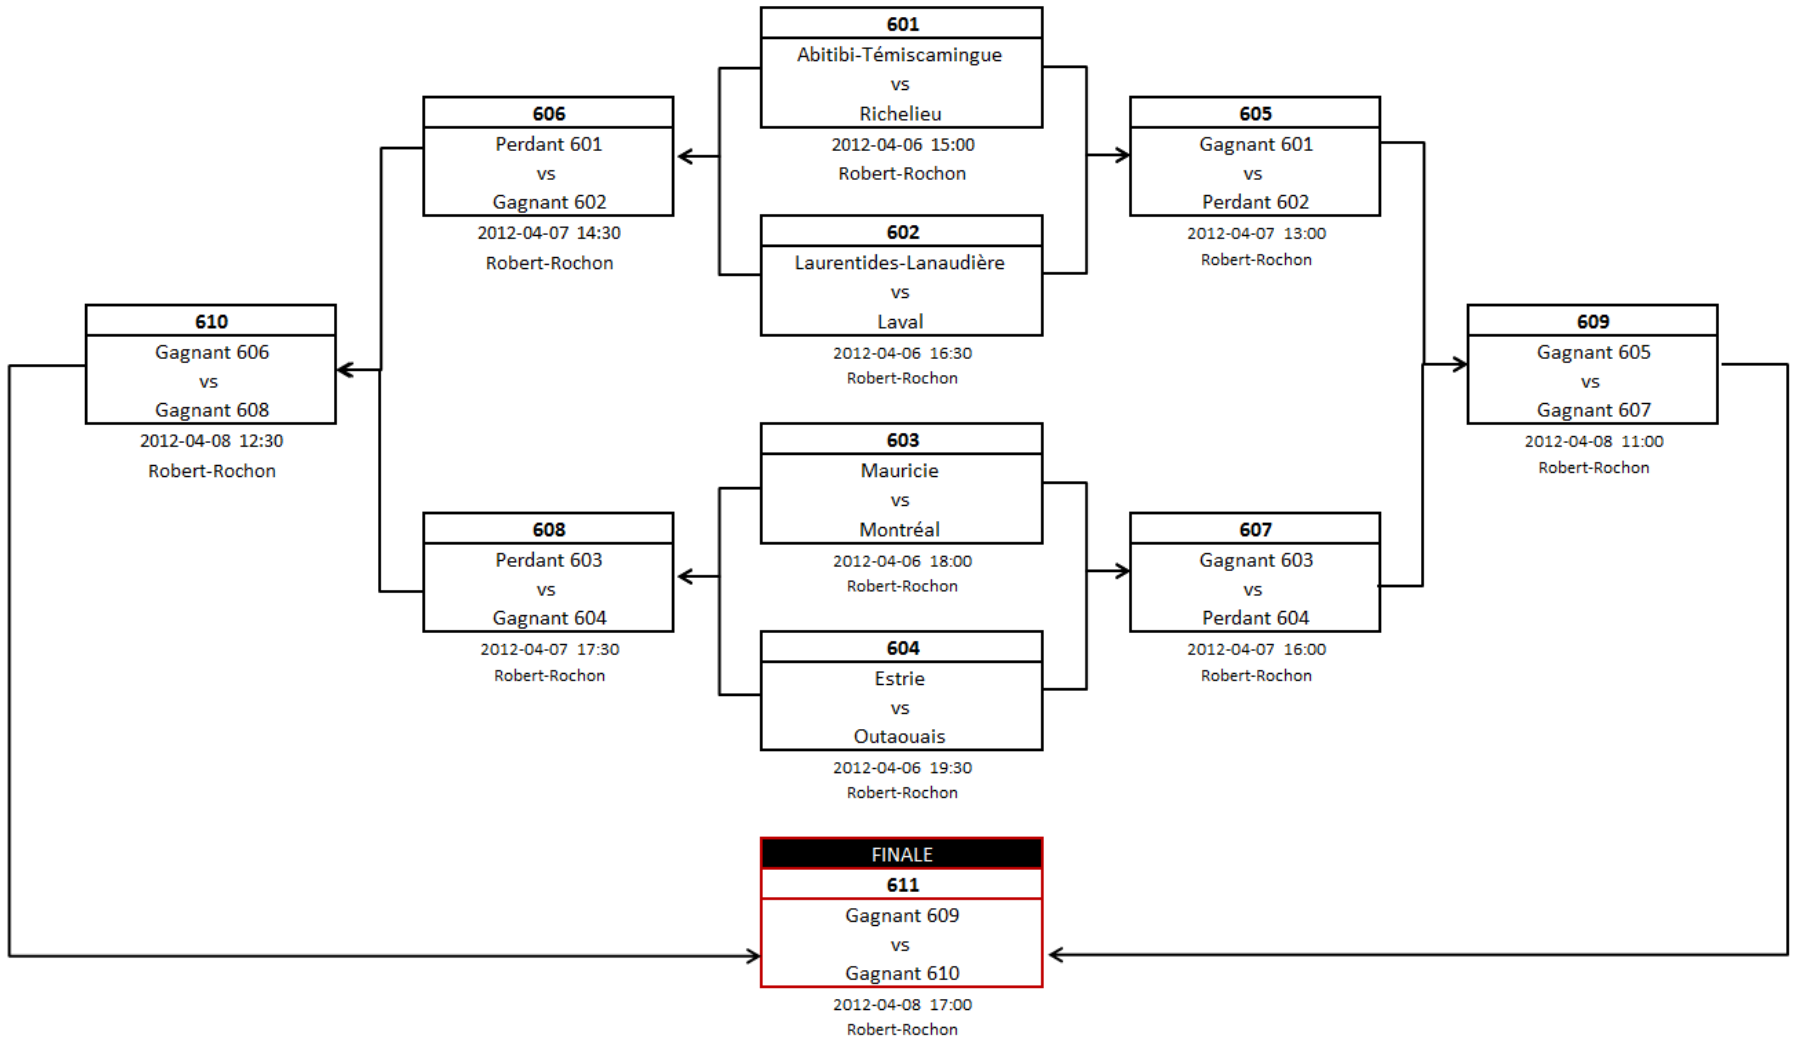 601
Abitibi-Témiscamingue
vs
Richelieu
2012-04-06 15:00
Robert-Rochon
606
Perdant 601
vs
Gagnant 602
2012-04-07 14:30
Robert-Rochon
605
Gagnant 601
vs
Perdant 602
2012-04-07 13:00
Robert-Rochon
602
Laurentides-Lanaudière
vs
Laval
2012-04-06 16:30
Robert-Rochon
610
Gagnant 606
vs
Gagnant 608
2012-04-08 12:30
Robert-Rochon
609
Gagnant 605
vs
Gagnant 607
2012-04-08 11:00
Robert-Rochon
603
Mauricie
vs
Montréal
2012-04-06 18:00
Robert-Rochon
608
Perdant 603
vs
Gagnant 604
2012-04-07 17:30
Robert-Rochon
607
Gagnant 603
vs
Perdant 604
2012-04-07 16:00
Robert-Rochon
604
Estrie
vs
Outaouais
2012-04-06 19:30
Robert-Rochon
FINALE
611
Gagnant 609
vs
Gagnant 610
2012-04-08 17:00
Robert-Rochon